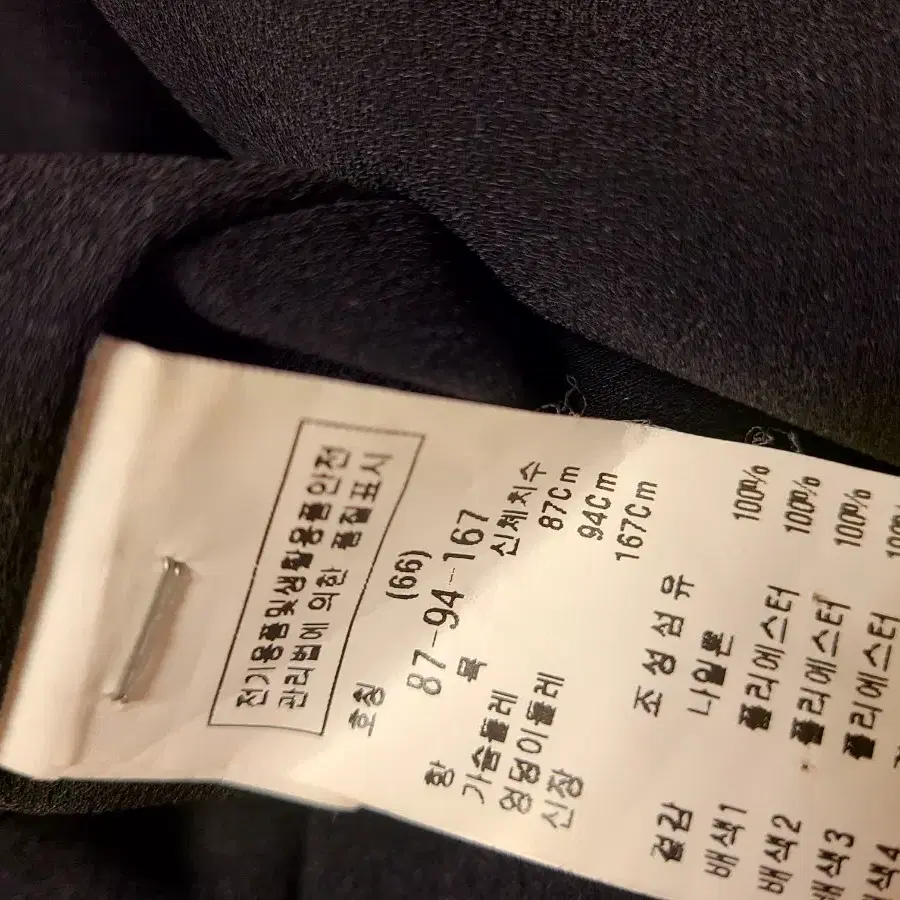 전기용품및생활용품안전
관리법에 의한 품질표시
호칭 (66)
87-94-167
항 목 신체치수
가슴둘레 87Cm
엉덩이둘레 94Cm
신장 167Cm
조성섬유
겉감 나일론 100%
배색1 폴리에스터 100%
배색2 폴리에스터 100%
배색3 폴리에스터 100%